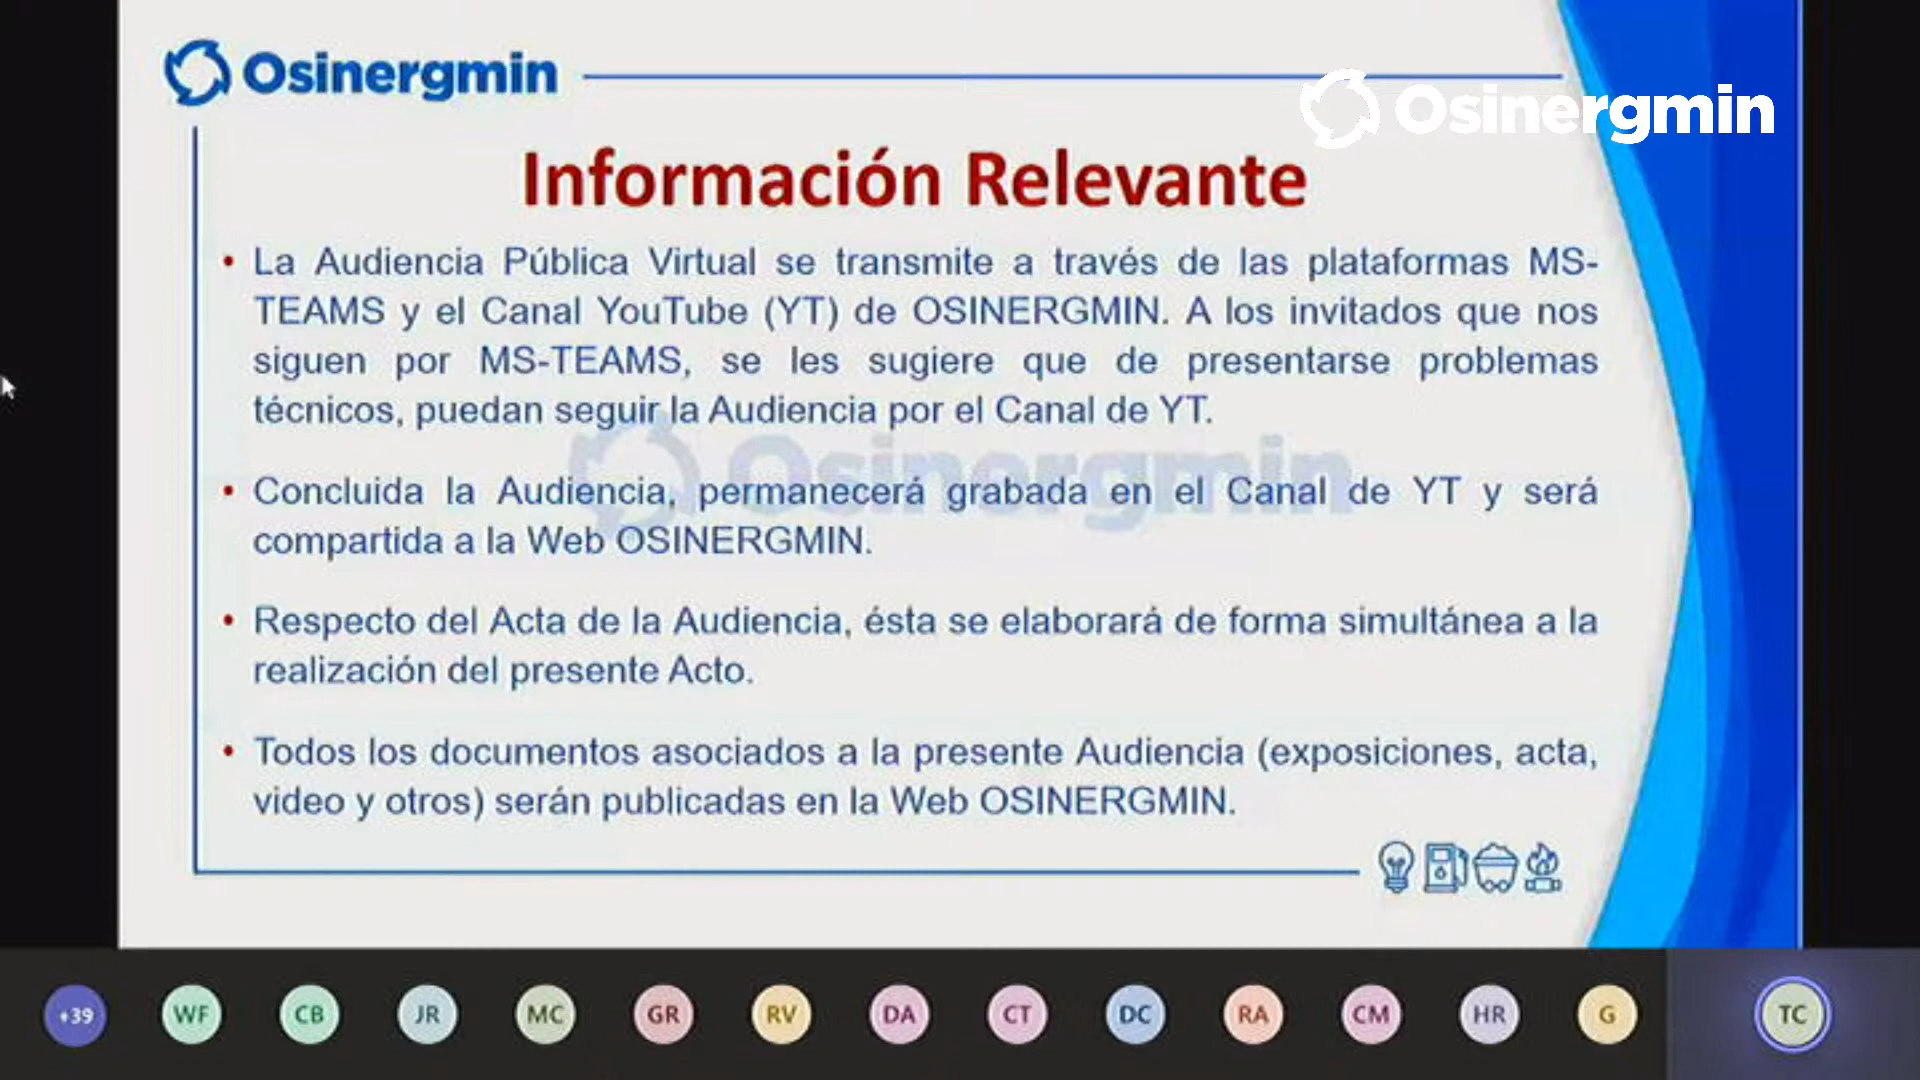 Osinergmin
Osinergmin
Información Relevante
• La Audiencia Pública Virtual se transmite a través de las plataformas MS-
TEAMS y el Canal YouTube (YT) de OSINERGMIN. A los invitados que nos
siguen por MS-TEAMS, se les sugiere que de presentarse problemas
técnicos, puedan seguir la Audiencia por el Canal de YT.
Osinergmin
• Concluida la Audiencia, permanecerá grabada en el Canal de YT y será
compartida a la Web OSINERGMIN.
• Respecto del Acta de la Audiencia, ésta se elaborará de forma simultánea a la
realización del presente Acto.
• Todos los documentos asociados a la presente Audiencia (exposiciones, acta,
video y otros) serán publicadas en la Web OSINERGMIN.
+39 WF CB JR MC GR RV DA CT DC RA CM HR G TC